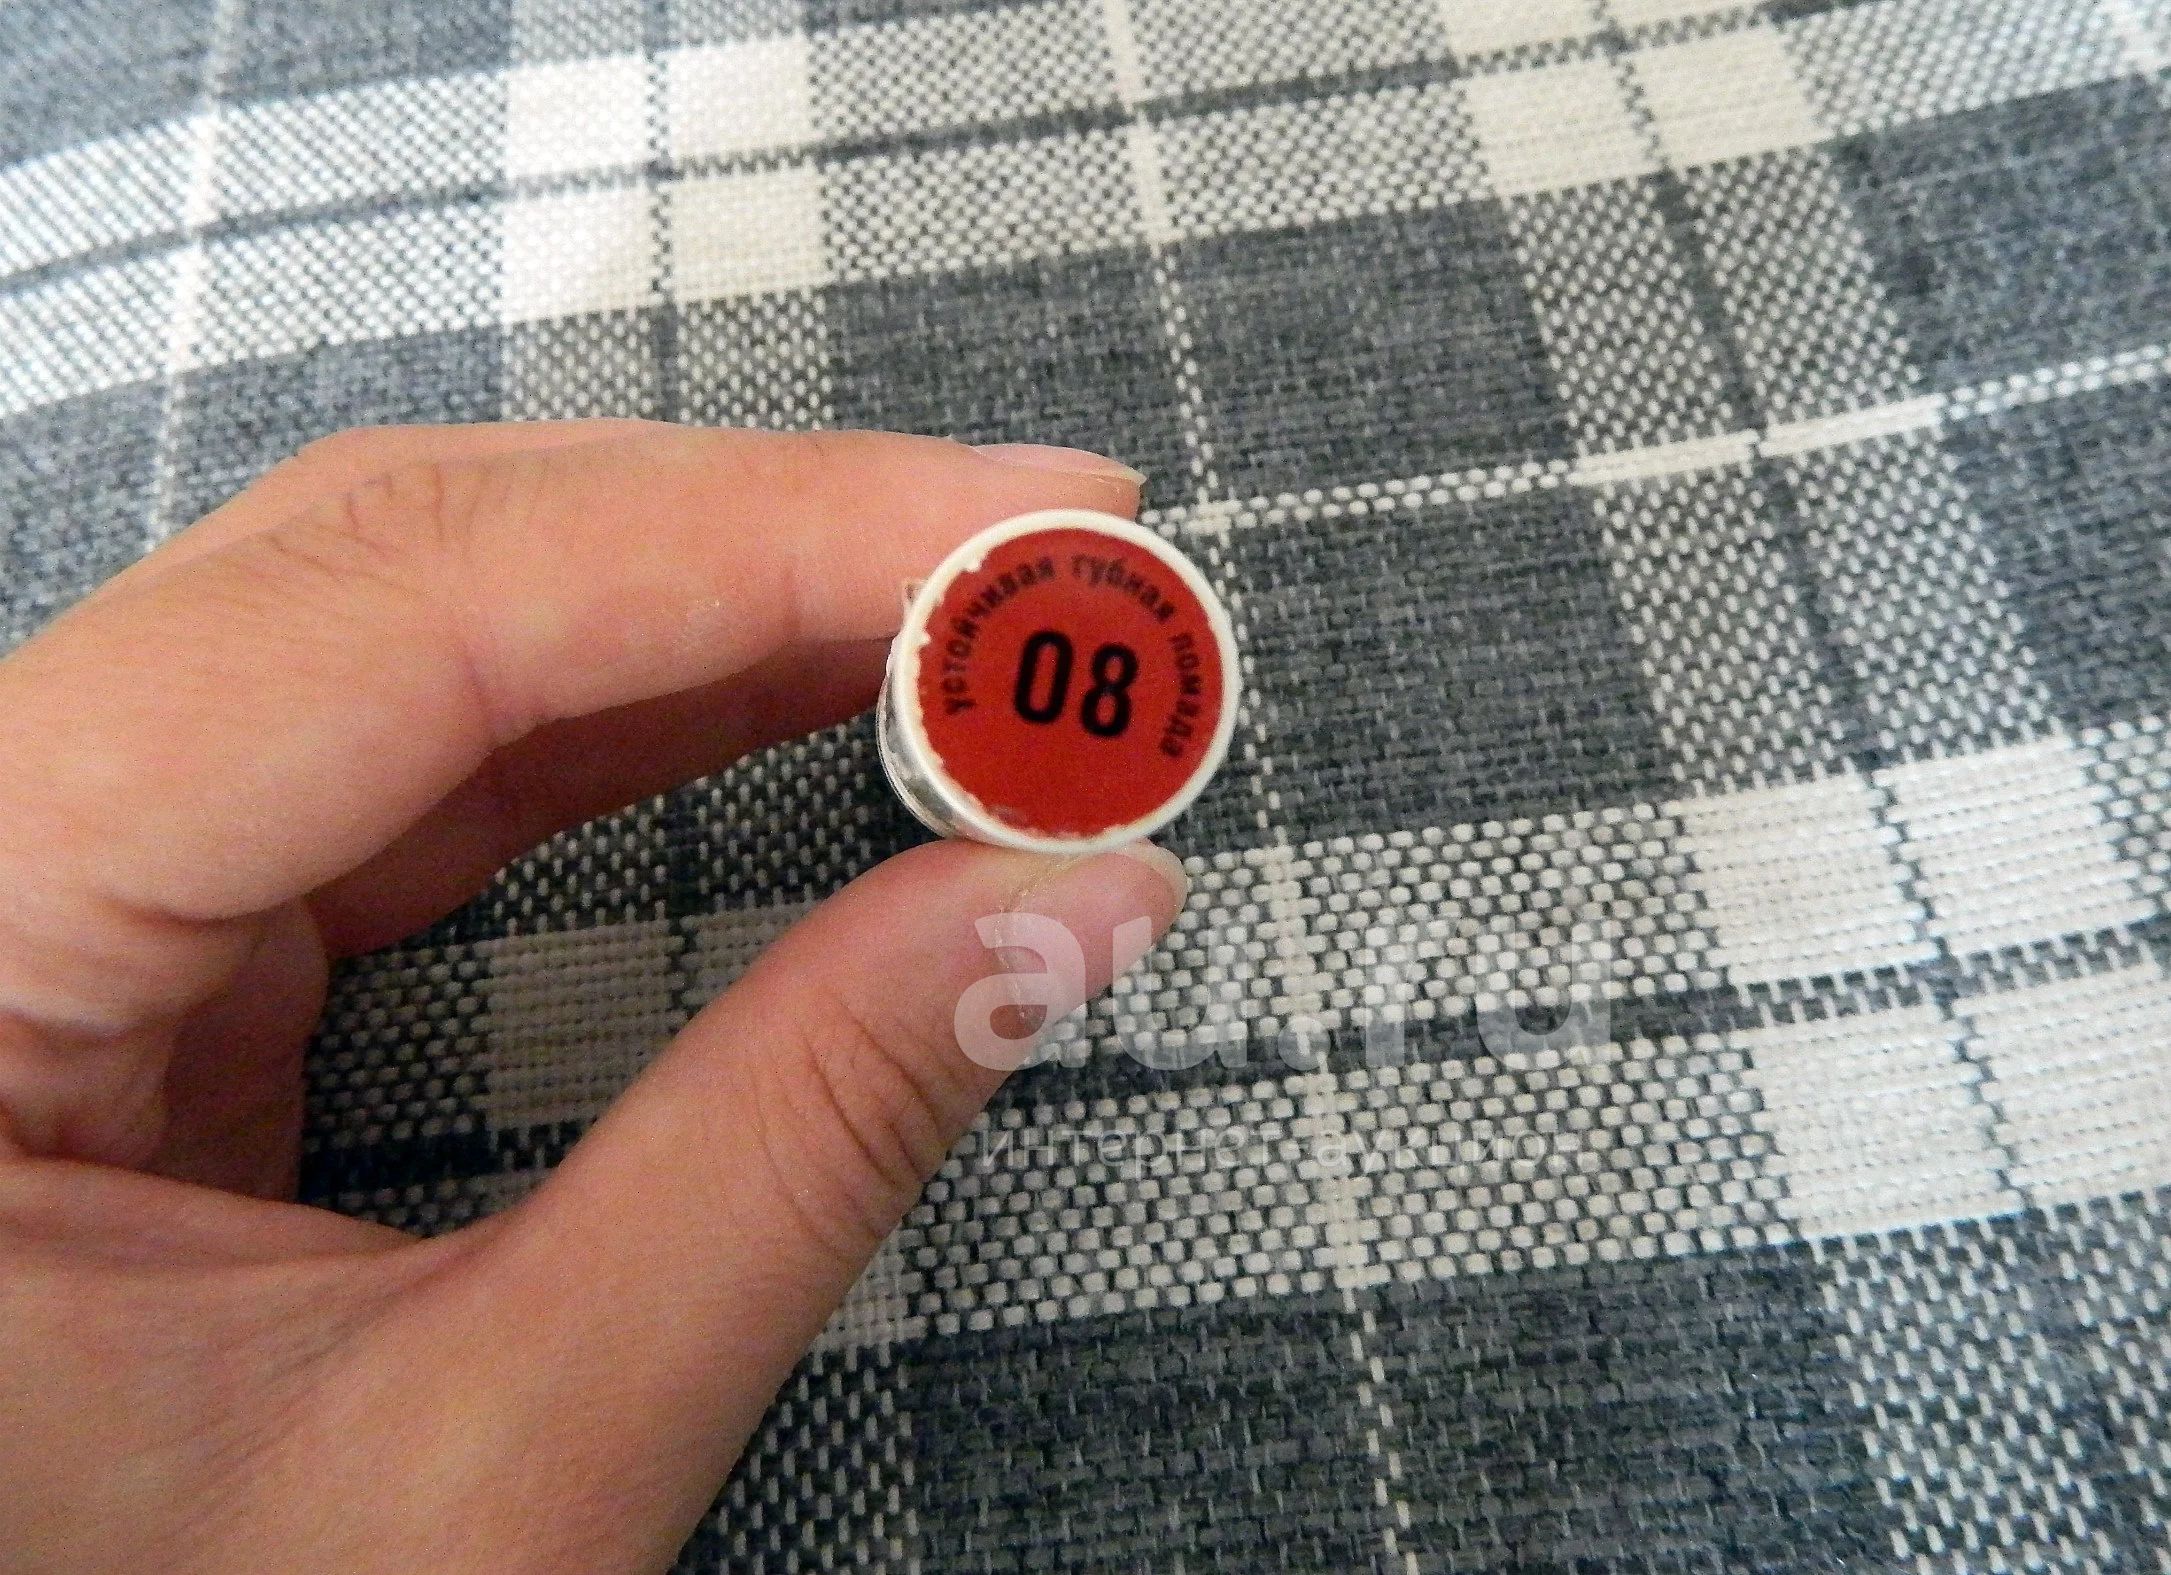 устойчивая губная помада
08
au.ru
интернет-аукцион